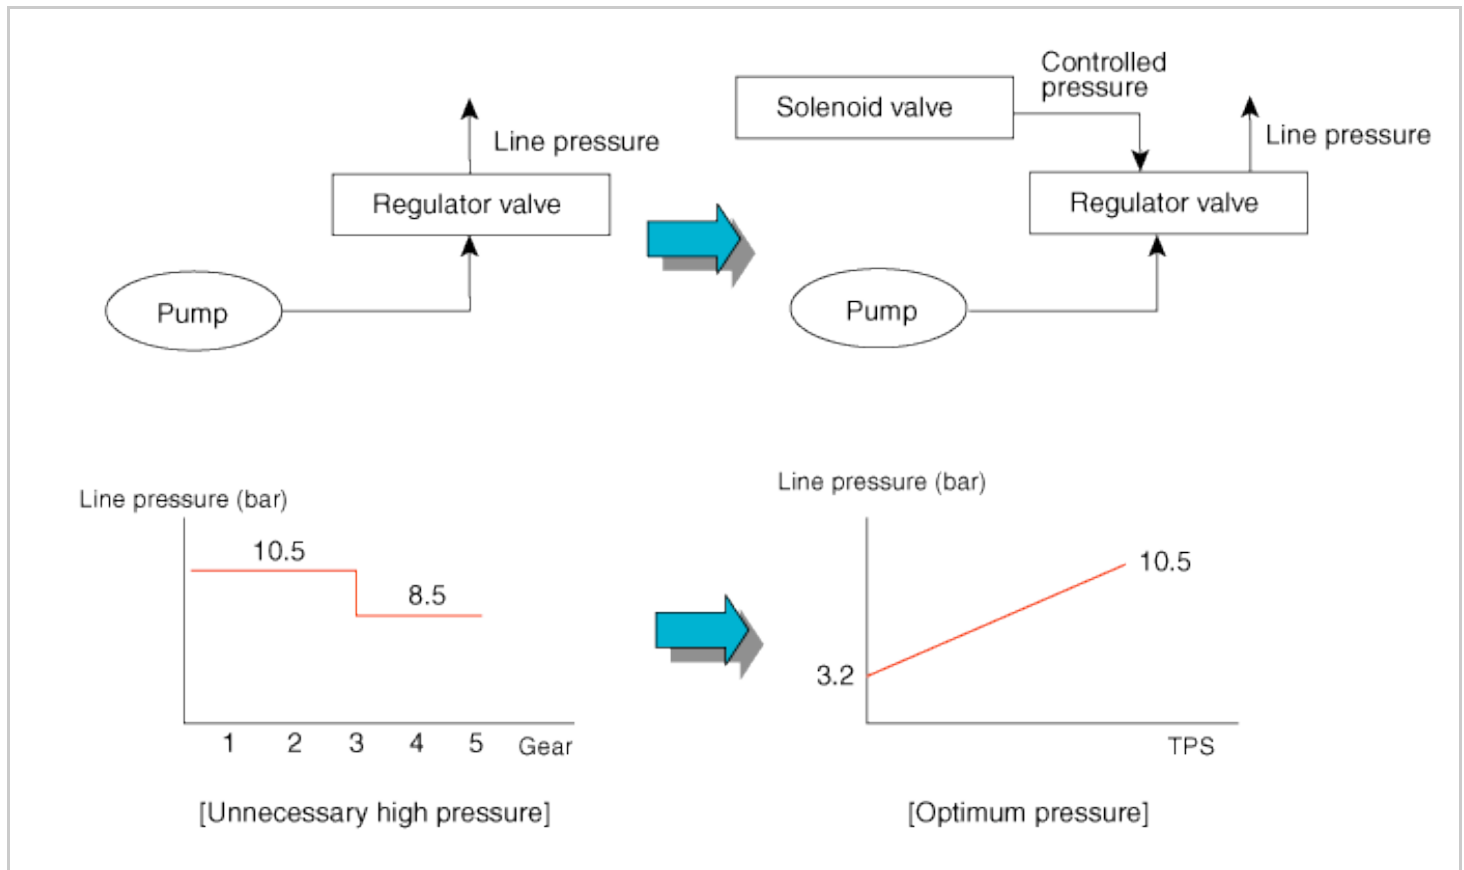 Line pressure
Regulator valve
Pump
Solenoid valve
Controlled
pressure
Line pressure
Regulator valve
Pump
Line pressure (bar)
10.5
8.5
1 2 3 4 5 Gear
[Unnecessary high pressure]
Line pressure (bar)
10.5
3.2
TPS
[Optimum pressure]